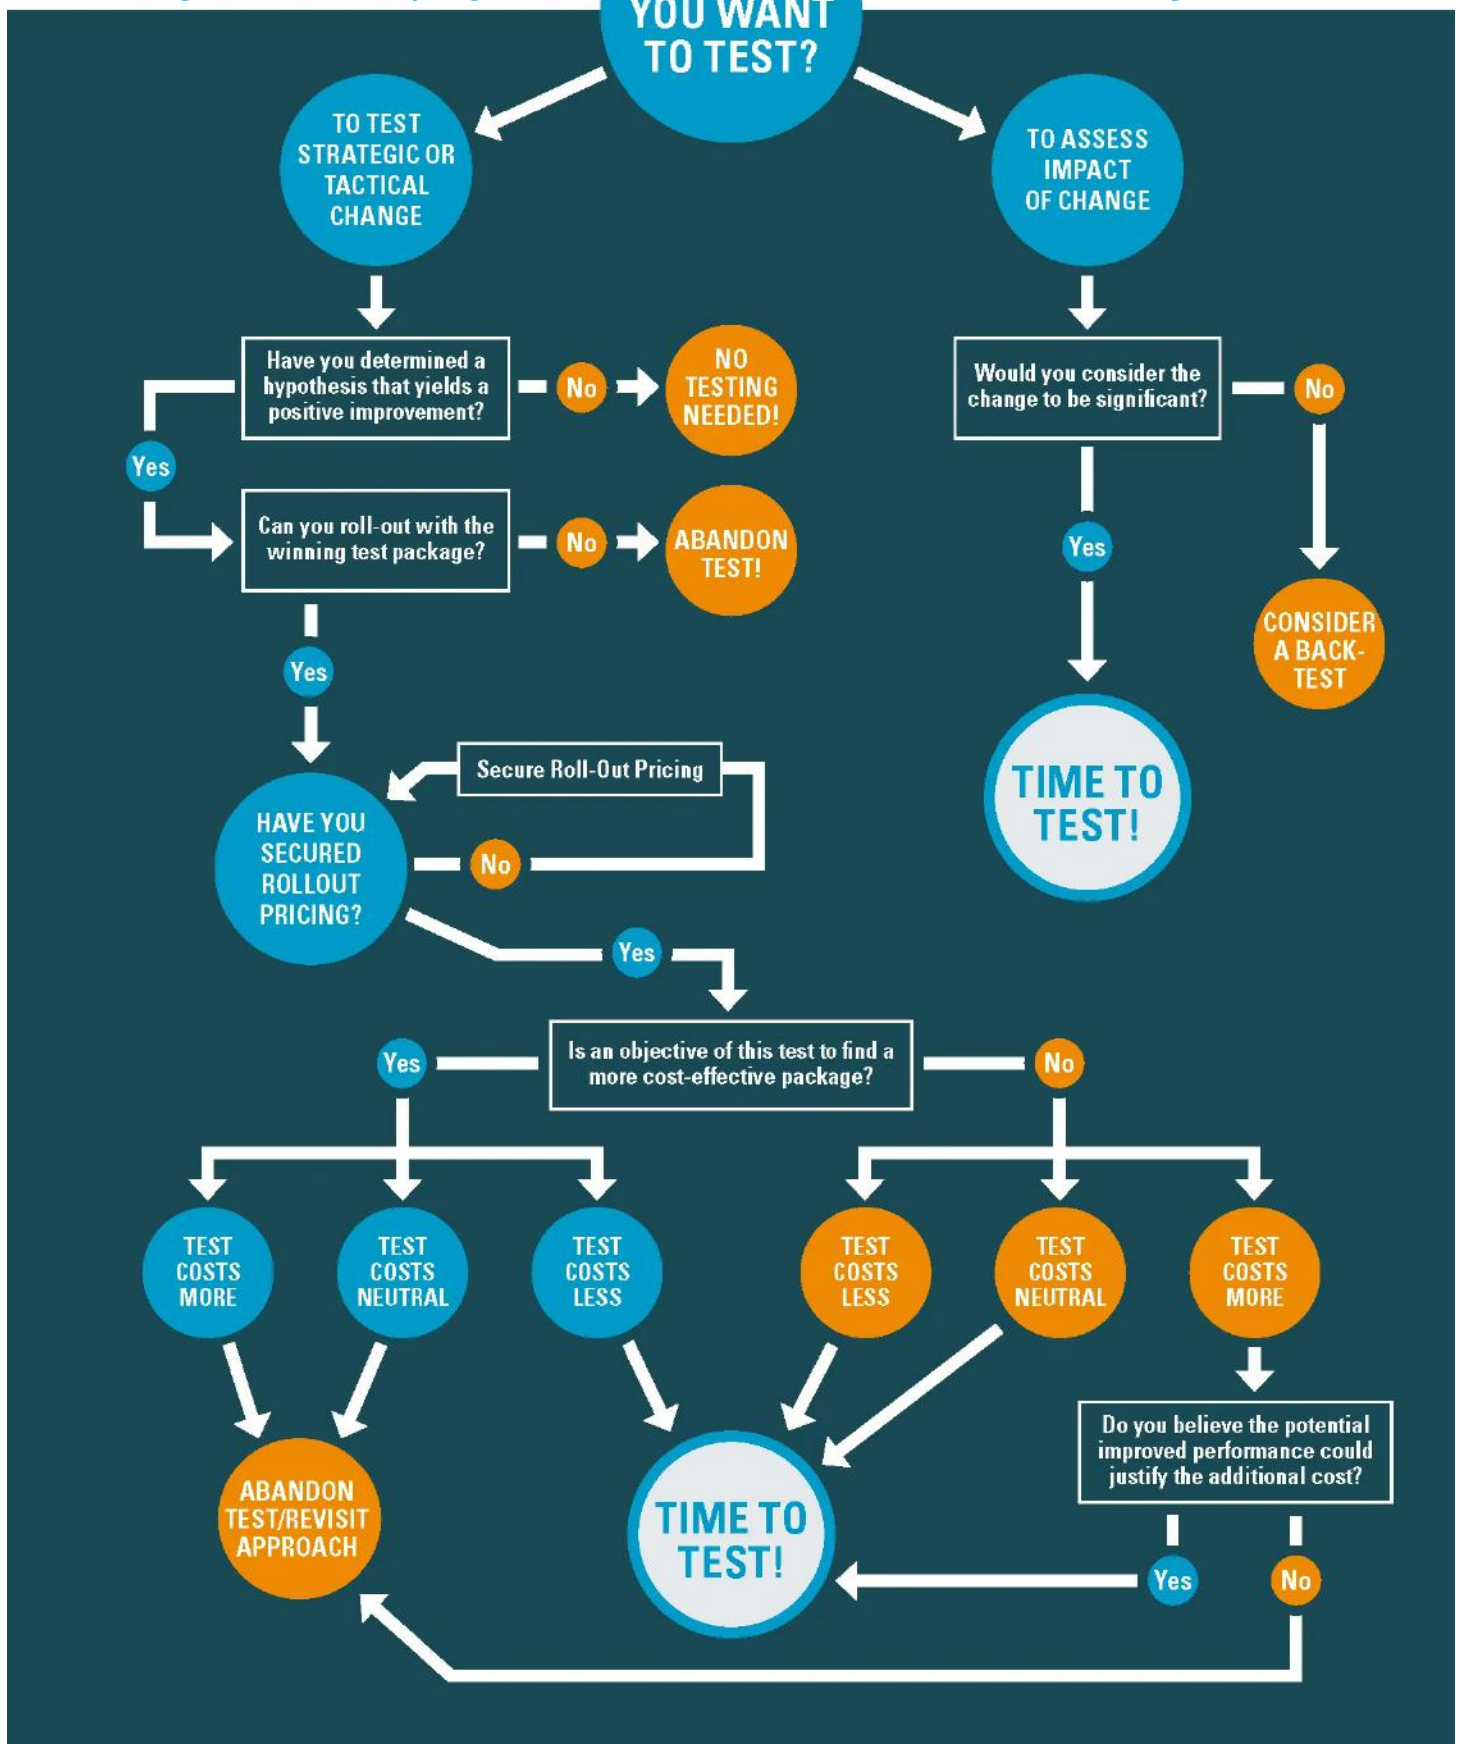 YOU WANT
TO TEST?
TO TEST
STRATEGIC OR
TACTICAL
CHANGE
TO ASSESS
IMPACT
OF CHANGE
Have you determined a
hypothesis that yields a
positive improvement?
No
NO
TESTING
NEEDED!
Yes
Can you roll-out with the
winning test package?
No
ABANDON
TEST!
Yes
Would you consider the
change to be significant?
No
Yes
CONSIDER
A BACK-
TEST
TIME TO
TEST!
Secure Roll-Out Pricing
HAVE YOU
SECURED
ROLLOUT
PRICING?
No
Yes
Is an objective of this test to find a
more cost-effective package?
Yes
No
TEST
COSTS
MORE
TEST
COSTS
NEUTRAL
TEST
COSTS
LESS
TEST
COSTS
LESS
TEST
COSTS
NEUTRAL
TEST
COSTS
MORE
Do you believe the potential
improved performance could
justify the additional cost?
Yes
No
ABANDON
TEST/REVISIT
APPROACH
TIME TO
TEST!